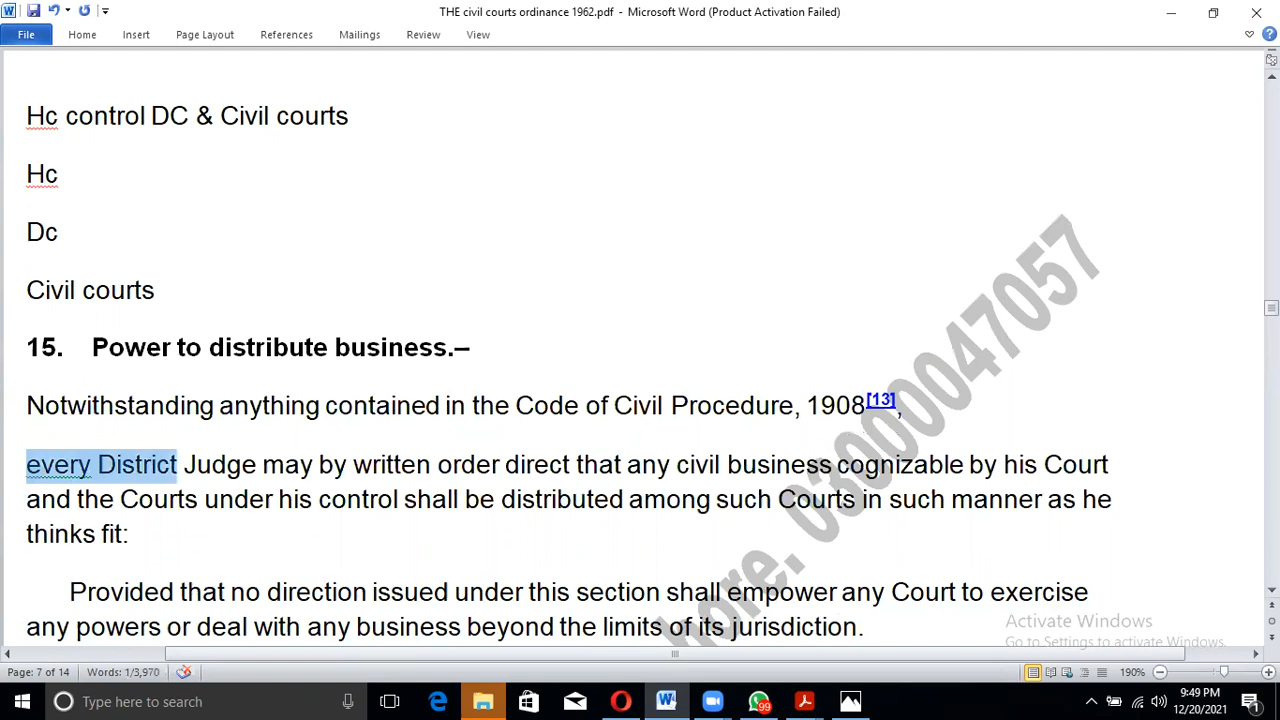 THE civil courts ordinance 1962.pdf - Microsoft Word (Product Activation Failed)
File Home Insert Page Layout References Mailings Review View
Hc control DC & Civil courts
Hc
Dc
Civil courts
15. Power to distribute business.–
Notwithstanding anything contained in the Code of Civil Procedure, 1908[13],
every District Judge may by written order direct that any civil business cognizable by his Court
and the Courts under his control shall be distributed among such Courts in such manner as he
thinks fit:
Provided that no direction issued under this section shall empower any Court to exercise
any powers or deal with any business beyond the limits of its jurisdiction.
hore. 03000047057
Activate Windows
Go to Settings to activate Windows.
Page: 7 of 14 Words: 1/3,970 190%
Type here to search
99
9:49 PM
12/20/2021
1